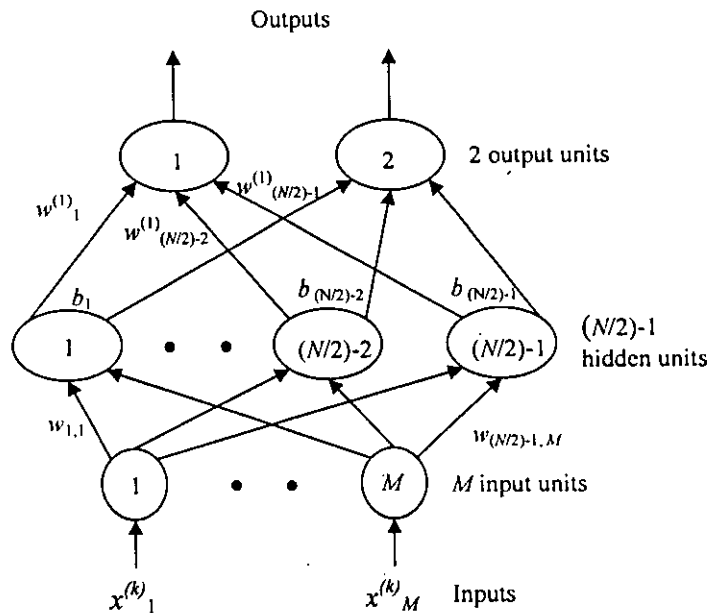 Outputs
1
2
2 output units
w^{(1)}_1
w^{(1)}_{(N/2)-2}
w^{(1)}_{(N/2)-1}
b_1
b_{(N/2)-2}
b_{(N/2)-1}
1
(N/2)-2
(N/2)-1
(N/2)-1
hidden units
w_{1,1}
w_{(N/2)-1,M}
1
M
M input units
x^{(k)}_1
x^{(k)}_M
Inputs